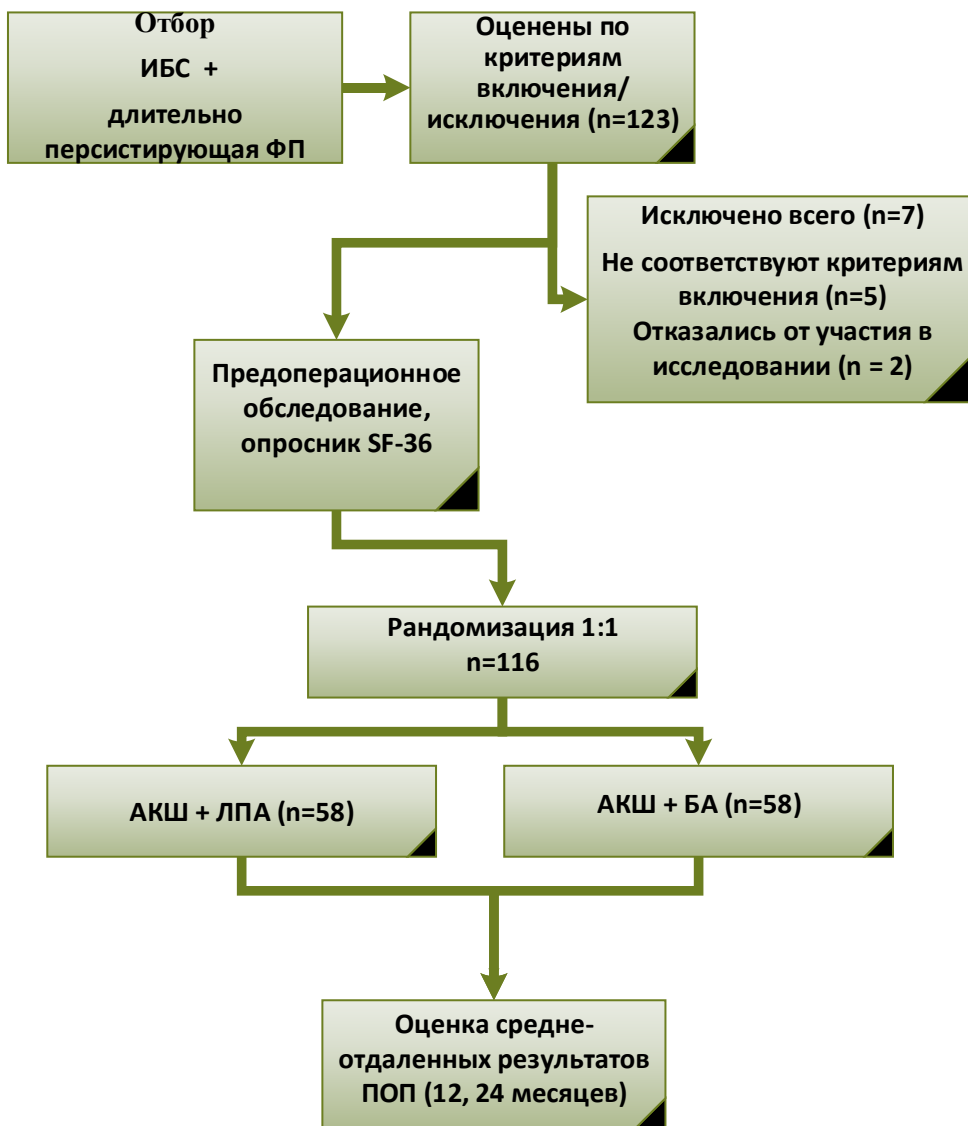 Отбор
ИБС +
длительно
персистирующая ФП
Оценены по
критериям
включения/
исключения (n=123)
Исключено всего (n=7)
Не соответствуют критериям
включения (n=5)
Отказались от участия в
исследовании (n = 2)
Предоперационное
обследование,
опросник SF-36
Рандомизация 1:1
n=116
АКШ + ЛПА (n=58)
АКШ + БА (n=58)
Оценка средне-
отдаленных результатов
ПОП (12, 24 месяцев)